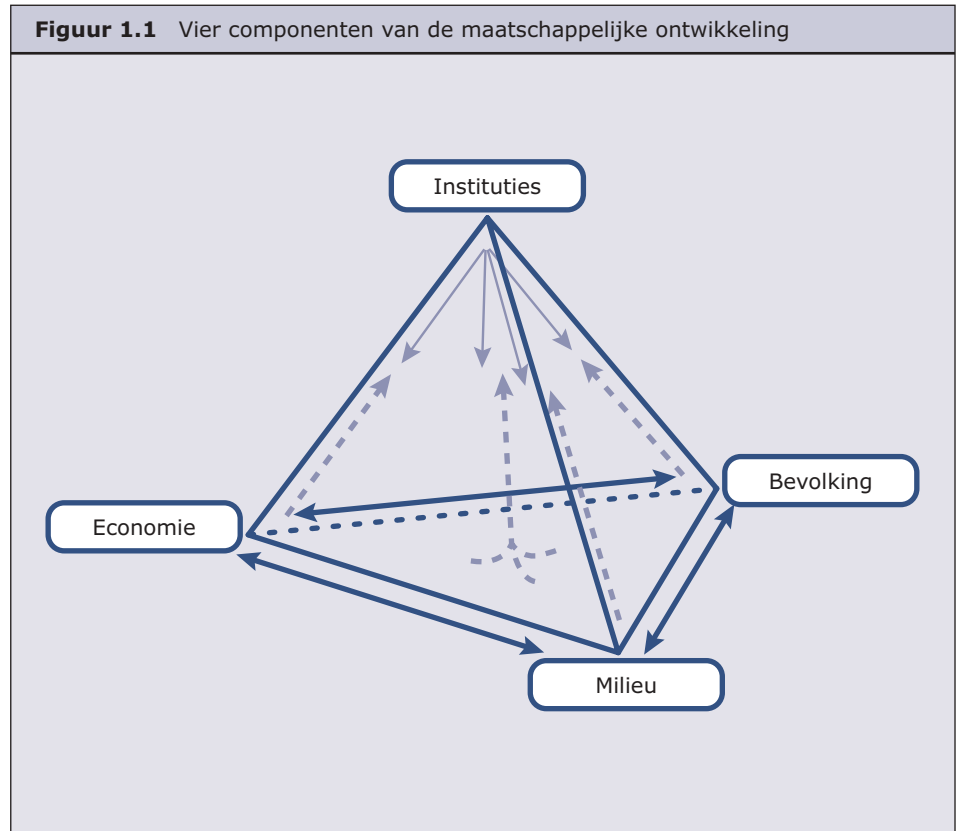 Figuur 1.1 Vier componenten van de maatschappelijke ontwikkeling
Instituties
Bevolking
Economie
Milieu